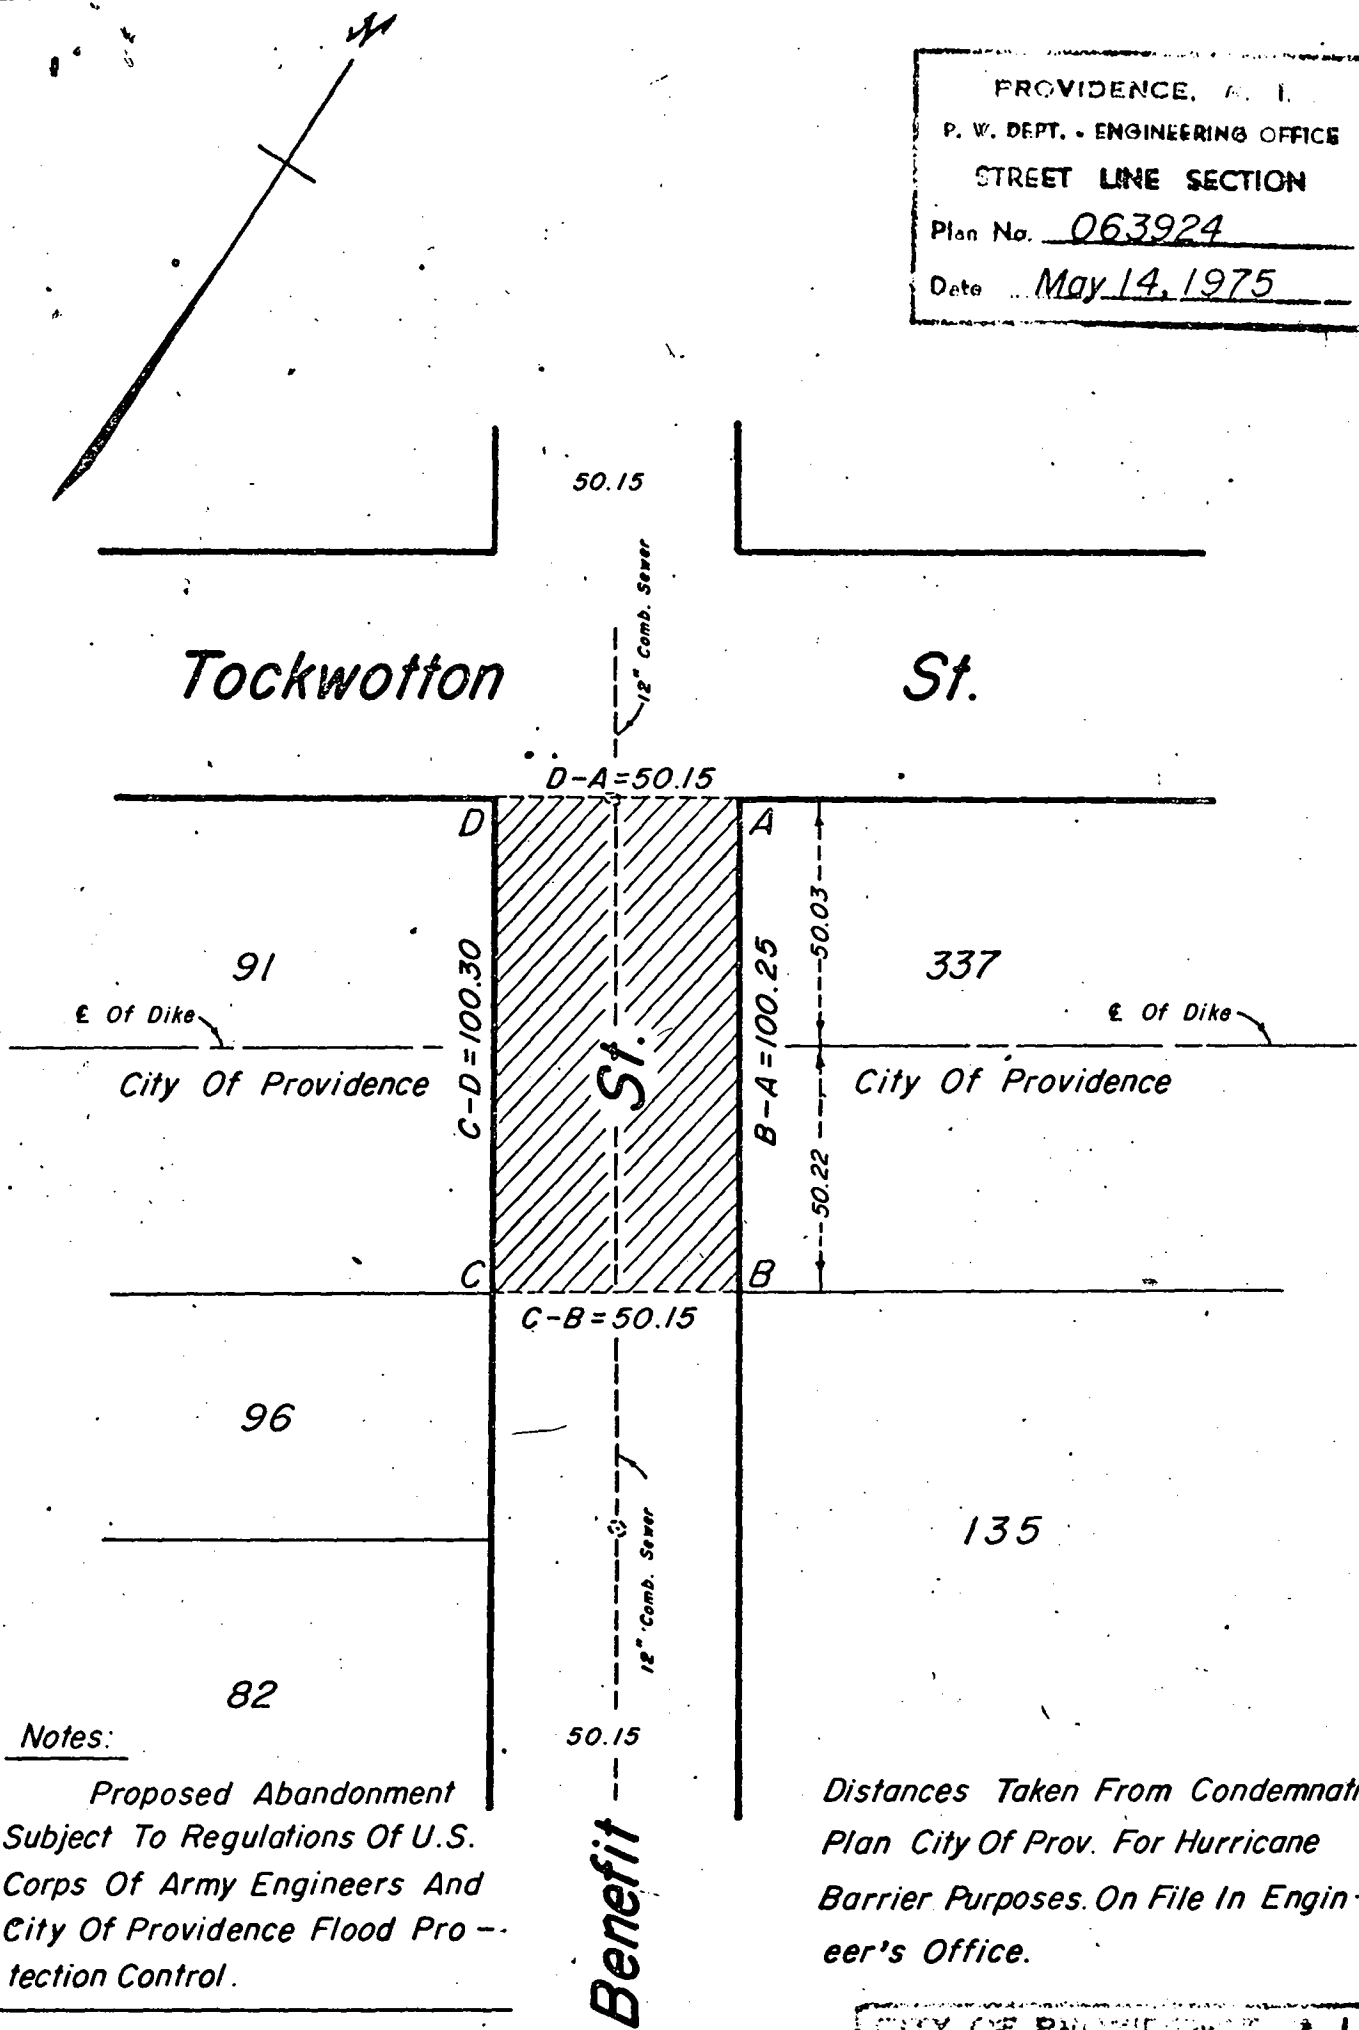 N
PROVIDENCE, R. I.
P. W. DEPT. - ENGINEERING OFFICE
STREET LINE SECTION
Plan No. 063924
Date May 14, 1975
50.15
12" Comb. Sewer
Tockwotton St.
D-A=50.15
D
A
50.03
91
C-D=100.30
B-A=100.25
337
℄ Of Dike
℄ Of Dike
St.
City Of Providence
City Of Providence
50.22
C
B
C-B=50.15
96
12" Comb. Sewer
135
82
50.15
Notes:
Proposed Abandonment
Subject To Regulations Of U.S.
Corps Of Army Engineers And
City Of Providence Flood Pro-
tection Control.
Benefit
Distances Taken From Condemnati
Plan City Of Prov. For Hurricane
Barrier Purposes. On File In Engin-
eer's Office.
CITY OF